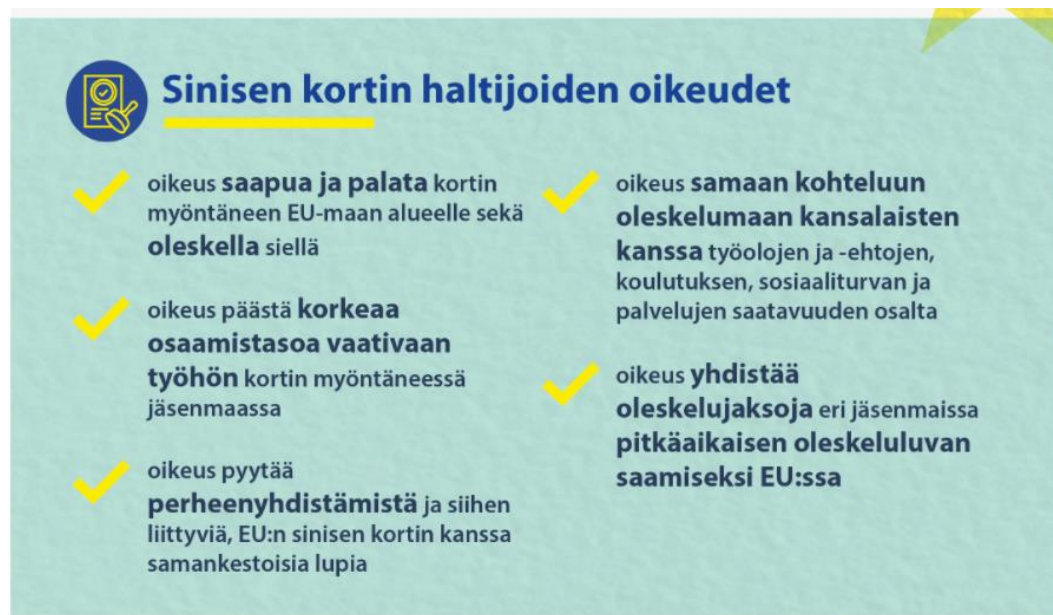 Sinisen kortin haltijoiden oikeudet
oikeus saapua ja palata kortin
myöntäneen EU-maan alueelle sekä
oleskella siellä
oikeus päästä korkeaa
osaamistasoa vaativaan
työhön kortin myöntäneessä
jäsenmaassa
oikeus pyytää
perheenyhdistämistä ja siihen
liittyviä, EU:n sinisen kortin kanssa
samankestoisia lupia
oikeus samaan kohteluun
oleskelumaan kansalaisten
kanssa työolojen ja -ehtojen,
koulutuksen, sosiaaliturvan ja
palvelujen saatavuuden osalta
oikeus yhdistää
oleskelujaksoja eri jäsenmaissa
pitkäaikaisen oleskeluluvan
saamiseksi EU:ssa